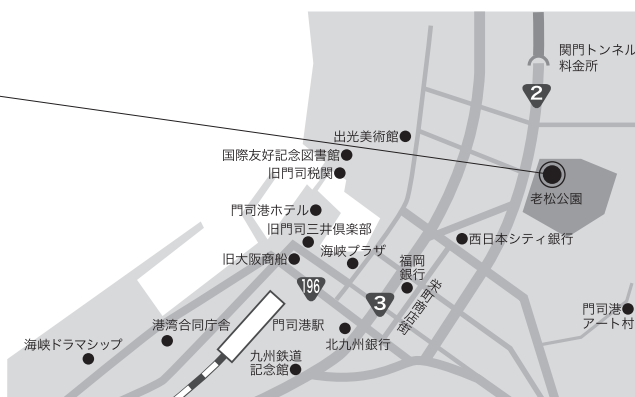 関門トンネル
料金所
2
出光美術館
国際友好記念図書館
旧門司税関
老松公園
門司港ホテル
旧門司三井倶楽部
西日本シティ銀行
海峡プラザ
旧大阪商船
福岡
銀行
196
3
栄町商店街
門司港
アート村
港湾合同庁舎
門司港駅
海峡ドラマシップ
北九州銀行
九州鉄道
記念館